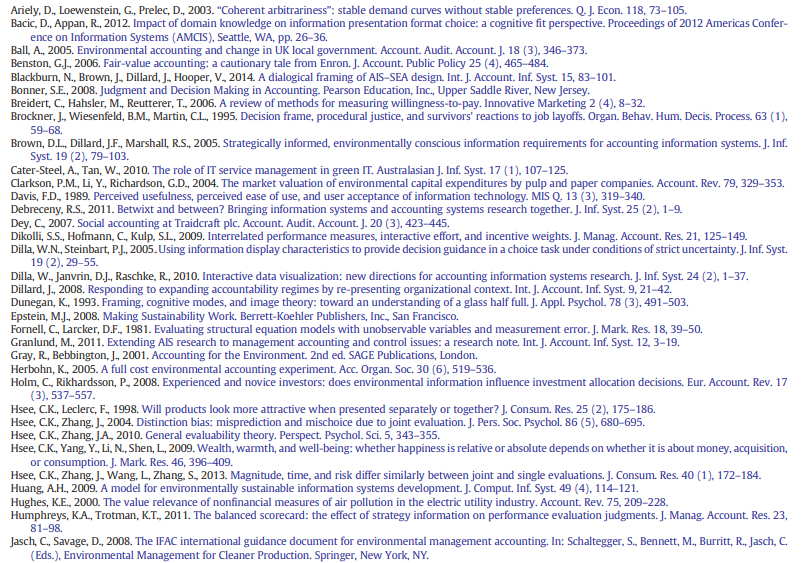 Ariely, D., Loewenstein, G., Prelec, D., 2003. “Coherent arbitrariness”: stable demand curves without stable preferences. Q. J. Econ. 118, 73–105.
Bacic, D., Appan, R., 2012. Impact of domain knowledge on information presentation format choice: a cognitive fit perspective. Proceedings of 2012 Americas Confer-
ence on Information Systems (AMCIS), Seattle, WA, pp. 26–36.
Ball, A., 2005. Environmental accounting and change in UK local government. Account. Audit. Account. J. 18 (3), 346–373.
Benston, G.J., 2006. Fair-value accounting: a cautionary tale from Enron. J. Account. Public Policy 25 (4), 465–484.
Blackburn, N., Brown, J., Dillard, J., Hooper, V., 2014. A dialogical framing of AIS–SEA design. Int. J. Account. Inf. Syst. 15, 83–101.
Bonner, S.E., 2008. Judgment and Decision Making in Accounting. Pearson Education, Inc., Upper Saddle River, New Jersey.
Breidert, C., Hahsler, M., Reutterer, T., 2006. A review of methods for measuring willingness-to-pay. Innovative Marketing 2 (4), 8–32.
Brockner, J., Wiesenfeld, B.M., Martin, C.L., 1995. Decision frame, procedural justice, and survivors' reactions to job layoffs. Organ. Behav. Hum. Decis. Process. 63 (1),
59–68.
Brown, D.L., Dillard, J.F., Marshall, R.S., 2005. Strategically informed, environmentally conscious information requirements for accounting information systems. J. Inf.
Syst. 19 (2), 79–103.
Cater-Steel, A., Tan, W., 2010. The role of IT service management in green IT. Australasian J. Inf. Syst. 17 (1), 107–125.
Clarkson, P.M., Li, Y., Richardson, G.D., 2004. The market valuation of environmental capital expenditures by pulp and paper companies. Account. Rev. 79, 329–353.
Davis, F.D., 1989. Perceived usefulness, perceived ease of use, and user acceptance of information technology. MIS Q. 13 (3), 319–340.
Debreceny, R.S., 2011. Betwixt and between? Bringing information systems and accounting systems research together. J. Inf. Syst. 25 (2), 1–9.
Dey, C., 2007. Social accounting at Traidcraft plc. Account. Audit. Account. J. 20 (3), 423–445.
Dikolli, S.S., Hofmann, C., Kulp, S.L., 2009. Interrelated performance measures, interactive effort, and incentive weights. J. Manag. Account. Res. 21, 125–149.
Dilla, W.N., Steinbart, P.J., 2005. Using information display characteristics to provide decision guidance in a choice task under conditions of strict uncertainty. J. Inf. Syst.
19 (2), 29–55.
Dilla, W., Janvrin, D.J., Raschke, R., 2010. Interactive data visualization: new directions for accounting information systems research. J. Inf. Syst. 24 (2), 1–37.
Dillard, J., 2008. Responding to expanding accountability regimes by re-presenting organizational context. Int. J. Account. Inf. Syst. 9, 21–42.
Dunegan, K., 1993. Framing, cognitive modes, and image theory: toward an understanding of a glass half full. J. Appl. Psychol. 78 (3), 491–503.
Epstein, M.J., 2008. Making Sustainability Work. Berrett-Koehler Publishers, Inc., San Francisco.
Fornell, C., Larcker, D.F., 1981. Evaluating structural equation models with unobservable variables and measurement error. J. Mark. Res. 18, 39–50.
Granlund, M., 2011. Extending AIS research to management accounting and control issues: a research note. Int. J. Account. Inf. Syst. 12, 3–19.
Gray, R., Bebbington, J., 2001. Accounting for the Environment. 2nd ed. SAGE Publications, London.
Herbohn, K., 2005. A full cost environmental accounting experiment. Acc. Organ. Soc. 30 (6), 519–536.
Holm, C., Rikhardsson, P., 2008. Experienced and novice investors: does environmental information influence investment allocation decisions. Eur. Account. Rev. 17
(3), 537–557.
Hsee, C.K., Leclerc, F., 1998. Will products look more attractive when presented separately or together? J. Consum. Res. 25 (2), 175–186.
Hsee, C.K., Zhang, J., 2004. Distinction bias: misprediction and mischoice due to joint evaluation. J. Pers. Soc. Psychol. 86 (5), 680–695.
Hsee, C.K., Zhang, J.A., 2010. General evaluability theory. Perspect. Psychol. Sci. 5, 343–355.
Hsee, C.K., Yang, Y., Li, N., Shen, L., 2009. Wealth, warmth, and well-being: whether happiness is relative or absolute depends on whether it is about money, acquisition,
or consumption. J. Mark. Res. 46, 396–409.
Hsee, C.K., Zhang, J., Wang, L., Zhang, S., 2013. Magnitude, time, and risk differ similarly between joint and single evaluations. J. Consum. Res. 40 (1), 172–184.
Huang, A.H., 2009. A model for environmentally sustainable information systems development. J. Comput. Inf. Syst. 49 (4), 114–121.
Hughes, K.E., 2000. The value relevance of nonfinancial measures of air pollution in the electric utility industry. Account. Rev. 75, 209–228.
Humphreys, K.A., Trotman, K.T., 2011. The balanced scorecard: the effect of strategy information on performance evaluation judgments. J. Manag. Account. Res. 23,
81–98.
Jasch, C., Savage, D., 2008. The IFAC international guidance document for environmental management accounting. In: Schaltegger, S., Bennett, M., Burritt, R., Jasch, C.
(Eds.), Environmental Management for Cleaner Production. Springer, New York, NY.